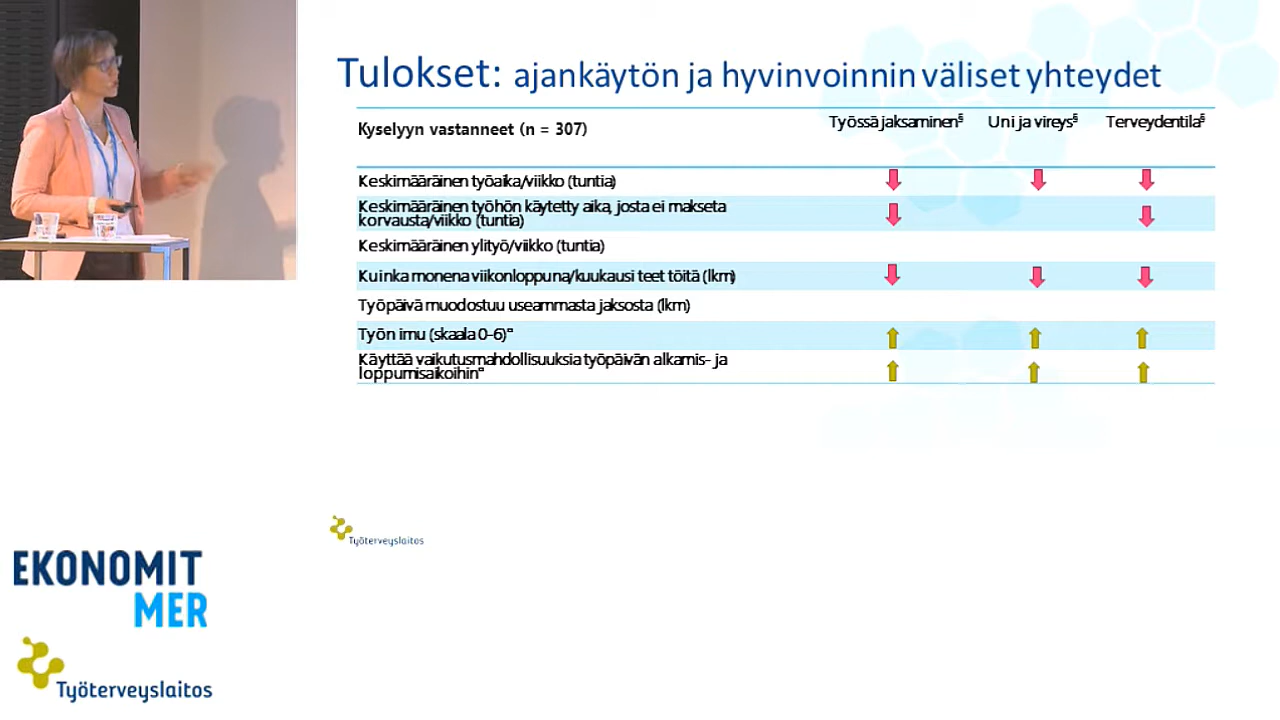 Tulokset: ajankäytön ja hyvinvoinnin väliset yhteydet
Kyselyyn vastanneet (n = 307)
Työssä jaksaminen§
Uni ja vireys§
Terveydentila§
Keskimääräinen työaika/viikko (tuntia)
Keskimääräinen työhön käytetty aika, josta ei makseta
korvausta/viikko (tuntia)
Keskimääräinen ylityö/viikko (tuntia)
Kuinka monena viikonloppuna/kuukausi teet töitä (lkm)
Työpäivä muodostuu useammasta jaksosta (lkm)
Työn imu (skaala 0-6)¤
Käyttää vaikutusmahdollisuuksia työpäivän alkamis- ja
loppumisaikoihin¤
Työterveyslaitos
EKONOMIT
MER
Työterveyslaitos